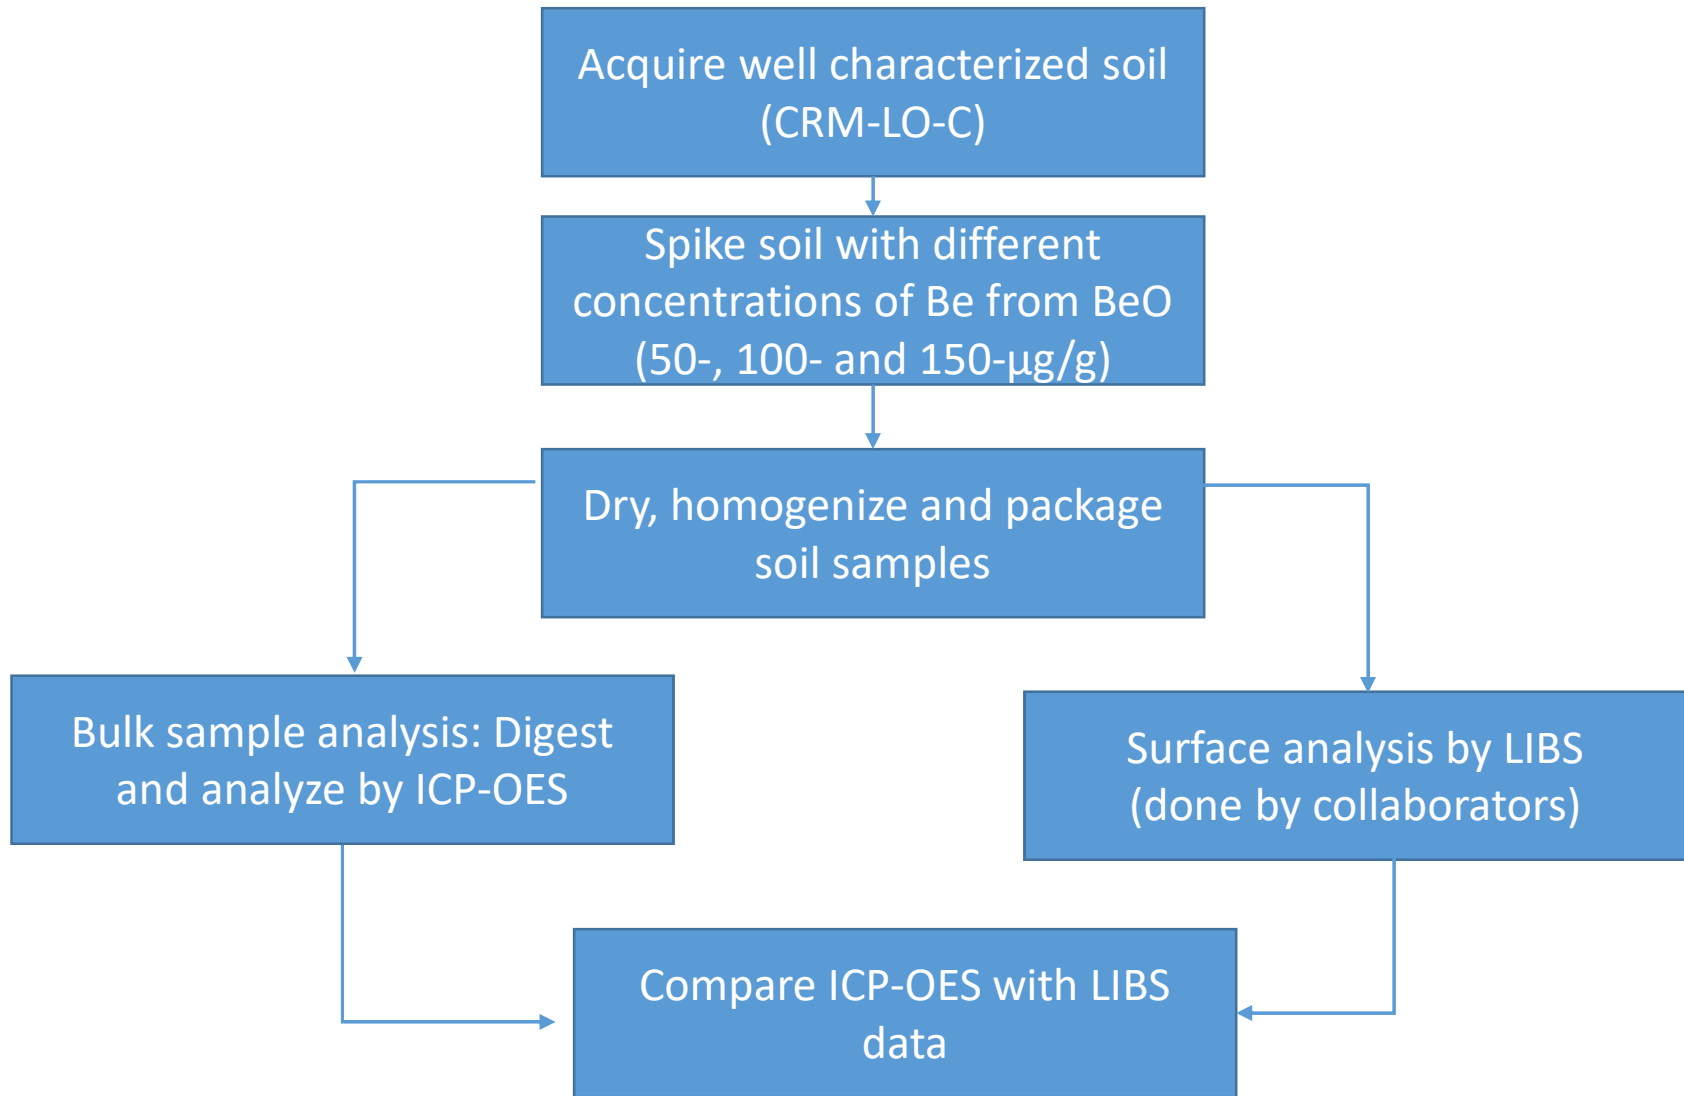 Acquire well characterized soil
(CRM-LO-C)
Spike soil with different
concentrations of Be from BeO
(50-, 100- and 150-µg/g)
Dry, homogenize and package
soil samples
Bulk sample analysis: Digest
and analyze by ICP-OES
Surface analysis by LIBS
(done by collaborators)
Compare ICP-OES with LIBS
data